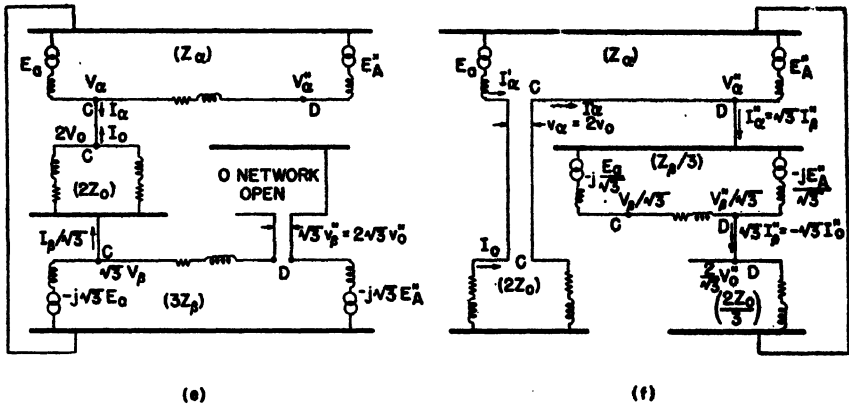 Ea
(Zα)
E"A
Vα
V"α
C
Iα
D
I0
2V0
C
(2Z0)
O NETWORK
OPEN
Iβ/√3
C
√3 Vβ
√3 v"β = 2√3 v"0
D
-j√3 Ea
(3Zβ)
-j√3 E"A
(e)
Ea
(Zα)
E"A
I'α
C
Iα
V"α
D
vα = 2v0
I"α = √3 I"β
(Zβ/3)
-j Ea/√3
Vβ/√3
V"β/√3
-jE"A/√3
C
D
√3 I"β = -√3 I"0
I0
C
(2Z0)
2/√3 V"0
D
(2Z0/3)
(f)